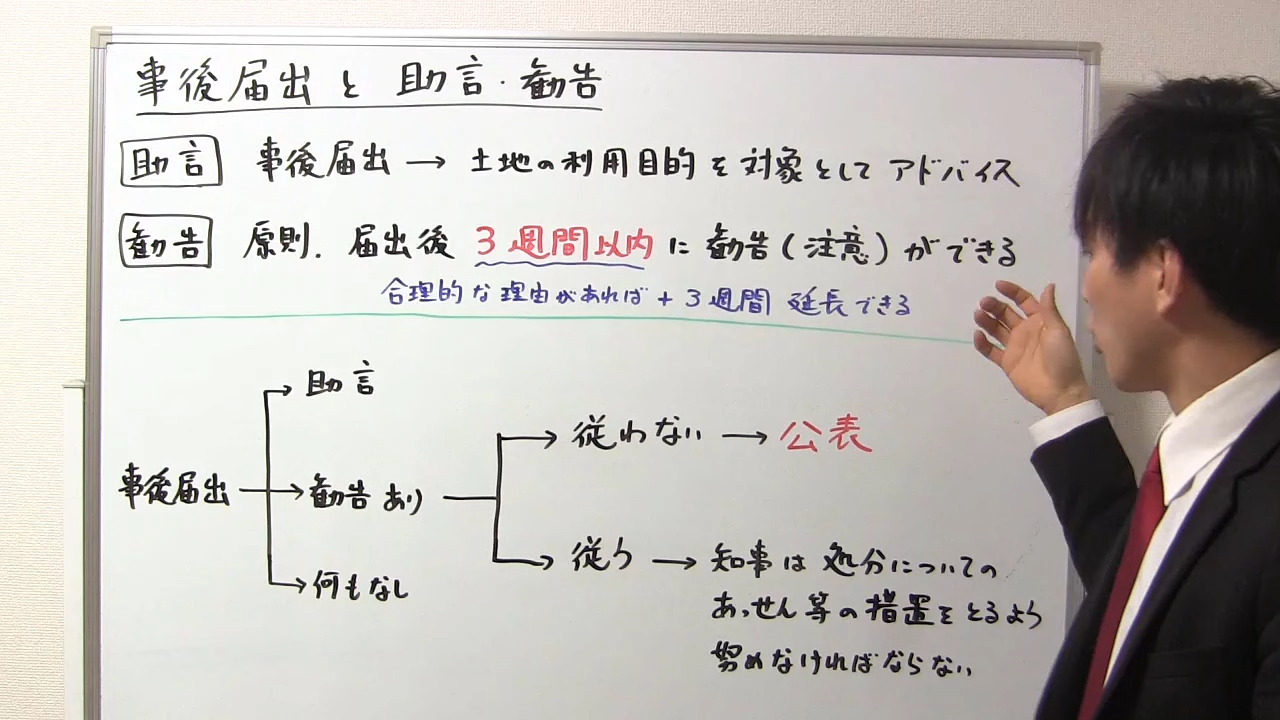 事後届出と助言・勧告
助言 事後届出 → 土地の利用目的を対象としてアドバイス
勧告 原則. 届出後 3週間以内に勧告(注意)ができる
合理的な理由があれば+3週間 延長できる
助言
従わない → 公表
事後届出 → 勧告あり
従う → 知事は処分についての
あっせん等の措置をとるよう
何もなし
努めなければならない